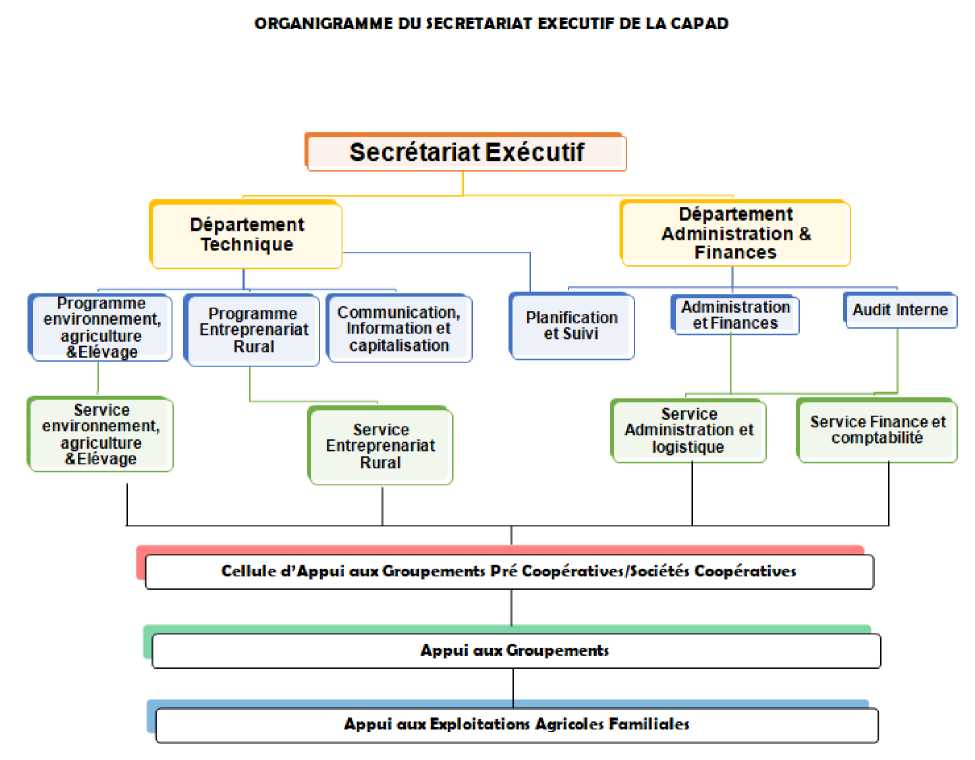 ORGANIGRAMME DU SECRETARIAT EXECUTIF DE LA CAPAD
Secrétariat Exécutif
Département
Technique
Département
Administration &
Finances
Programme
environnement,
agriculture
&Elévage
Programme
Entreprenariat
Rural
Communication,
Information et
capitalisation
Planification
et Suivi
Administration
et Finances
Audit Interne
Service
environnement,
agriculture
&Elévage
Service
Entreprenariat
Rural
Service
Administration et
logistique
Service Finance et
comptabilité
Cellule d'Appui aux Groupements Pré Coopératives/Sociétés Coopératives
Appui aux Groupements
Appui aux Exploitations Agricoles Familiales